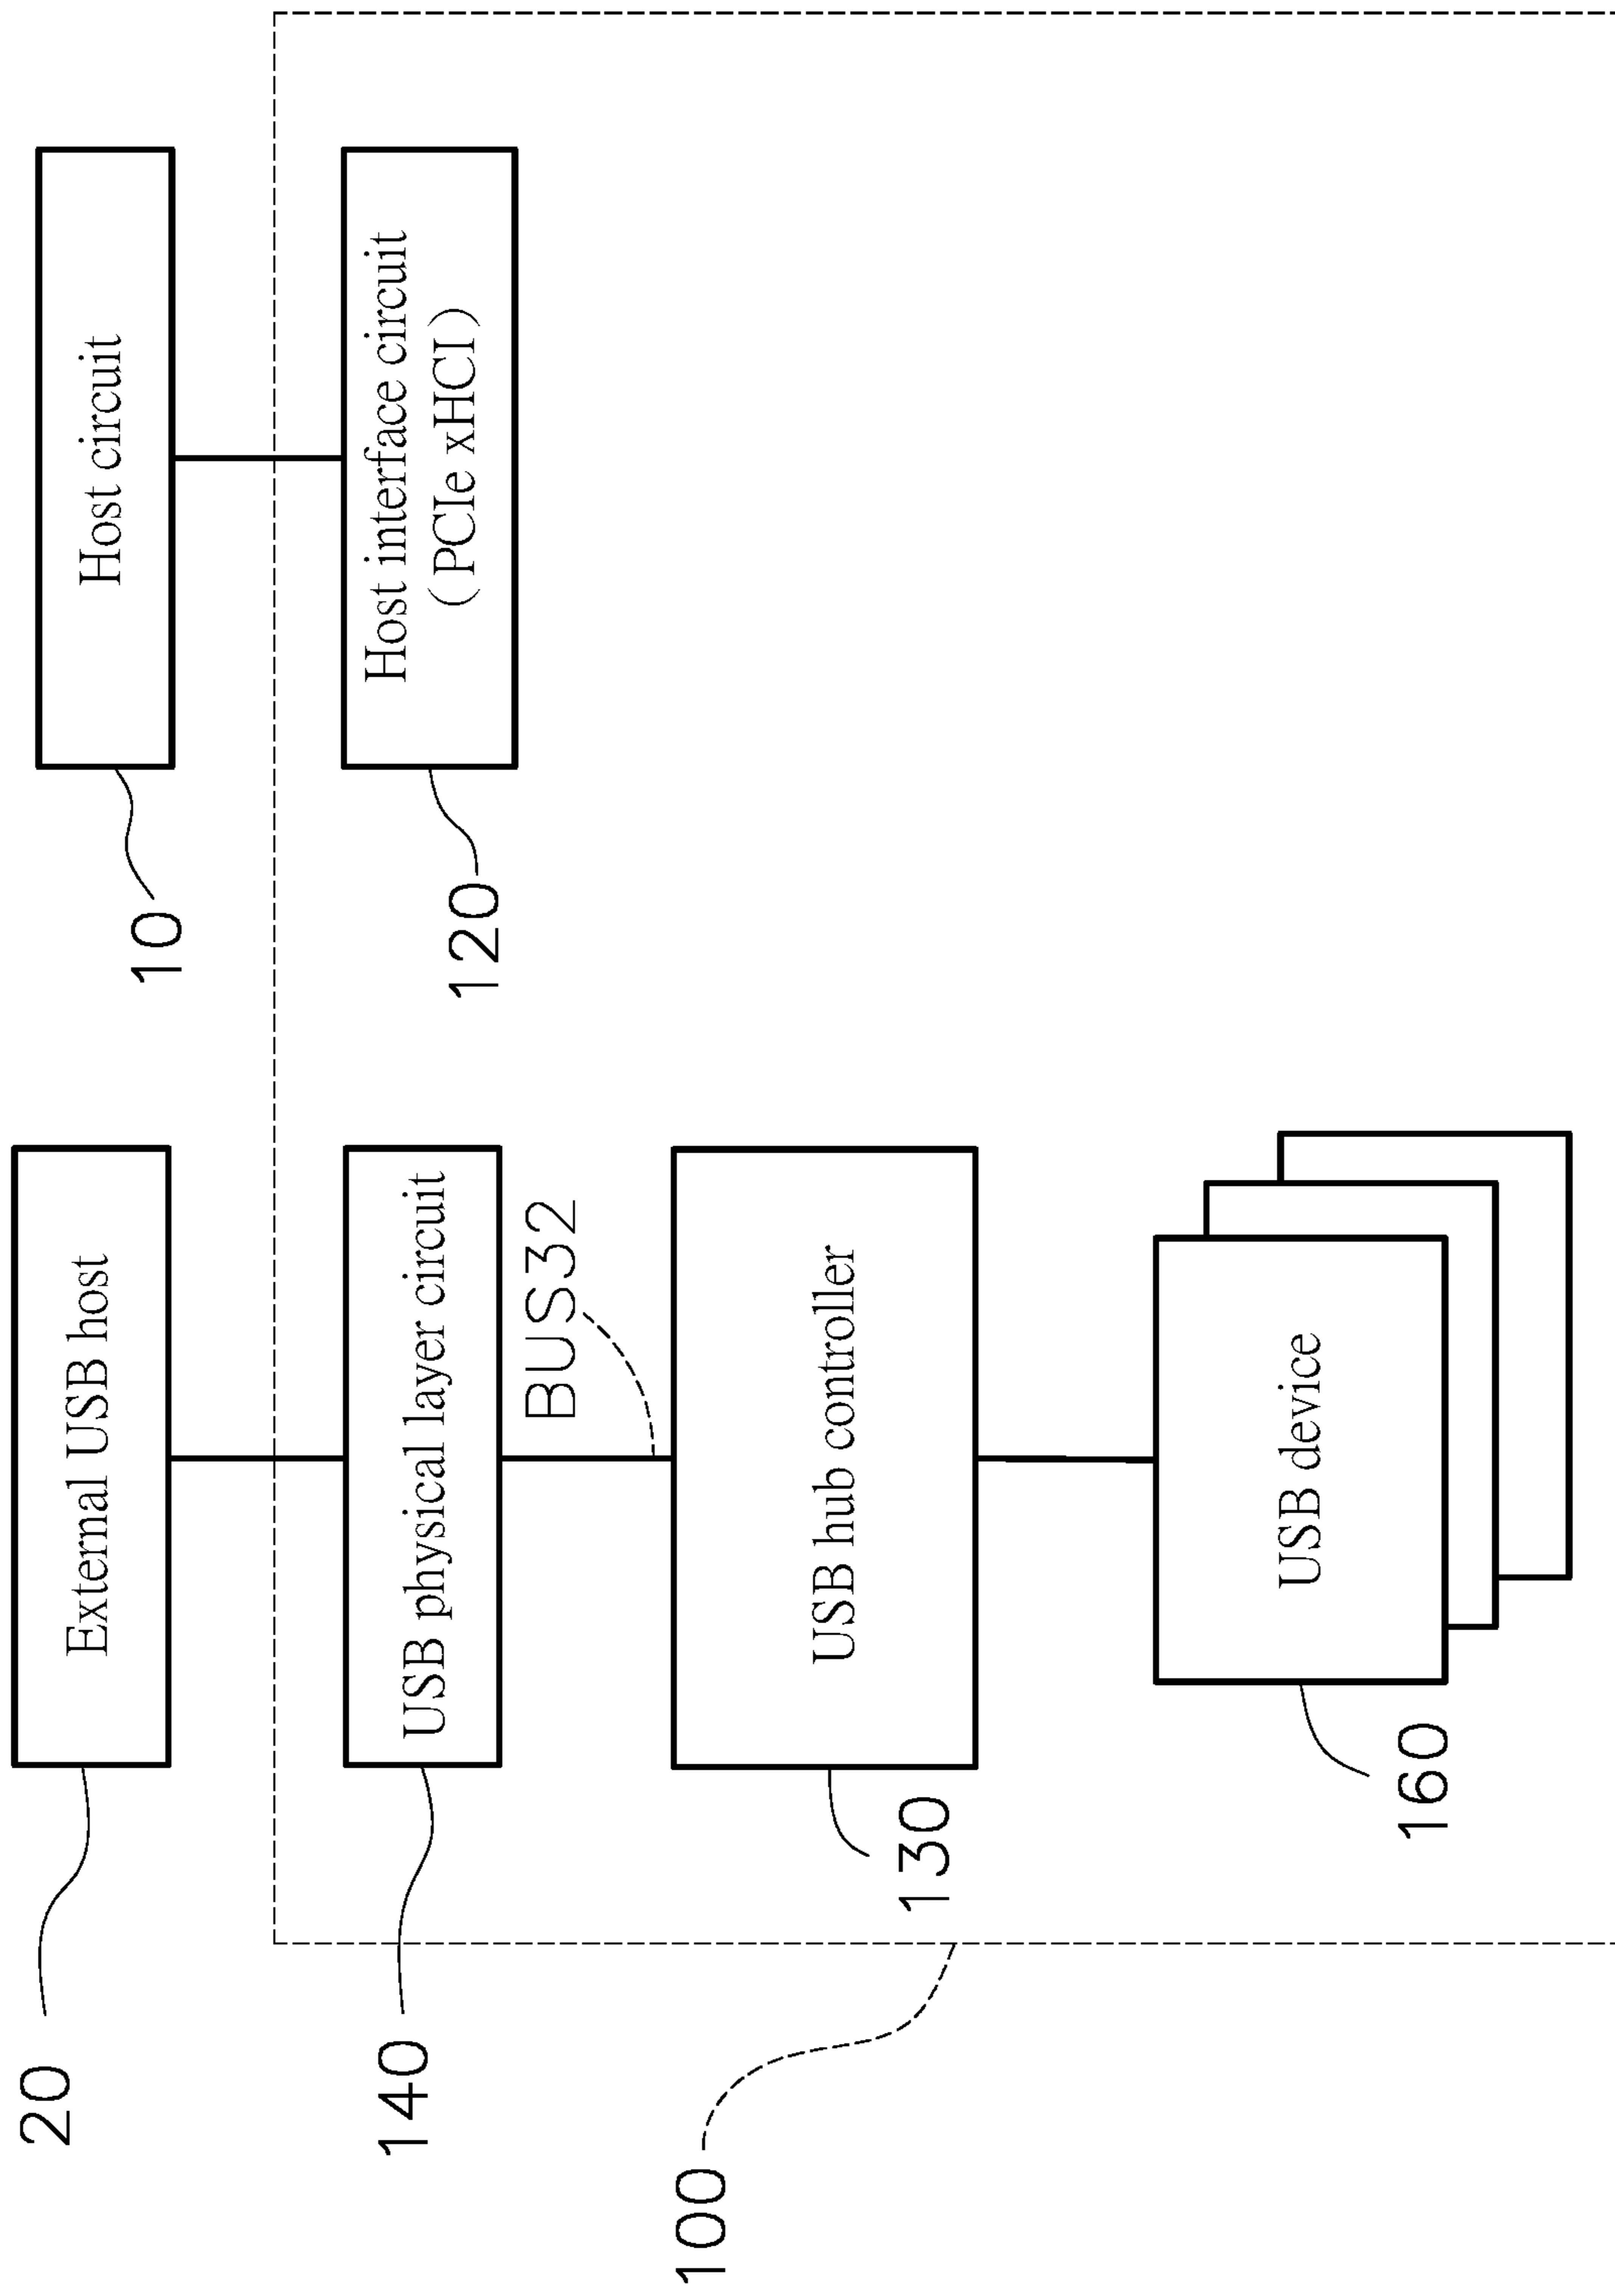 20
External USB host
10
Host circuit
140
USB physical layer circuit
120
Host interface circuit
(PCIe xHCI)
BUS32
100
130
USB hub controller
160
USB device